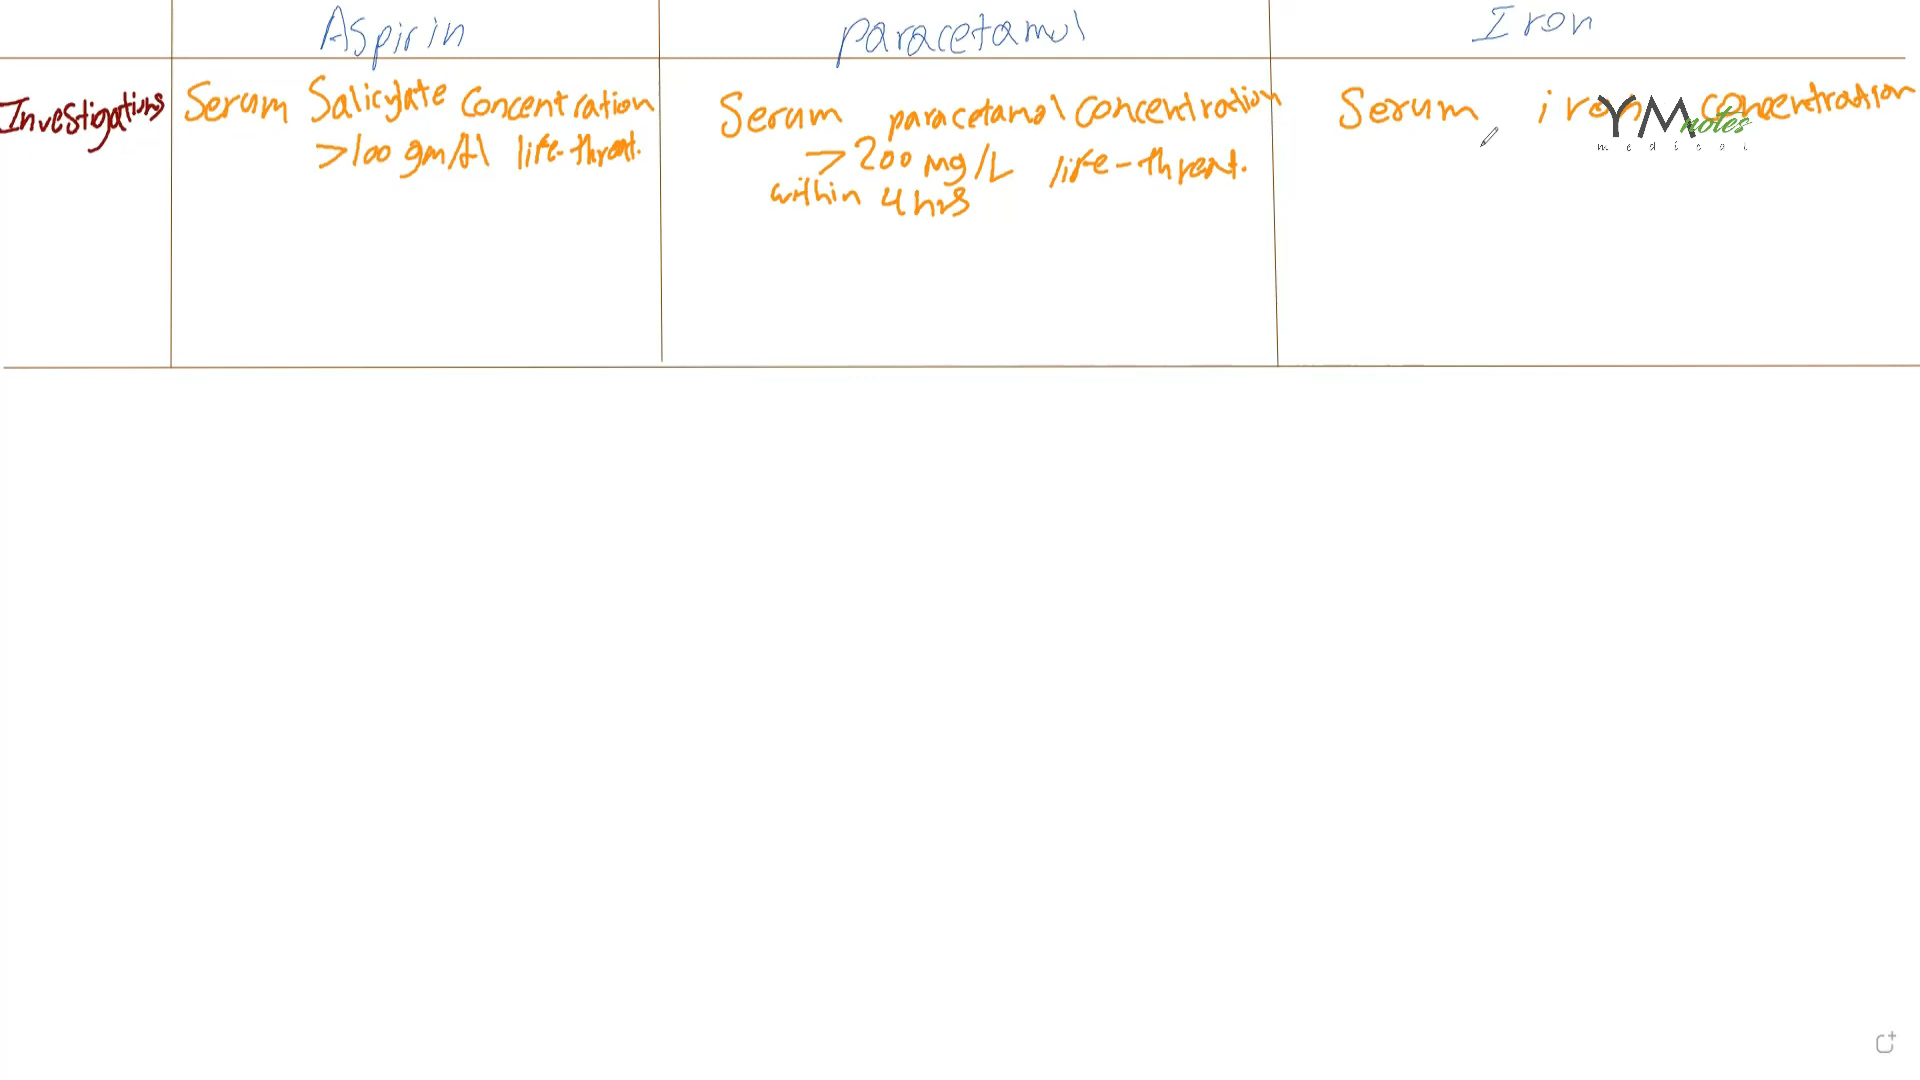 Aspirin
paracetamol
Iron
Investigations
Serum Salicylate Concentration
>100 gm/dl life-threat.
Serum paracetamol concentration
>200 mg/L life-threat.
within 4 hrs
Serum iron concentration
YM notes
medical